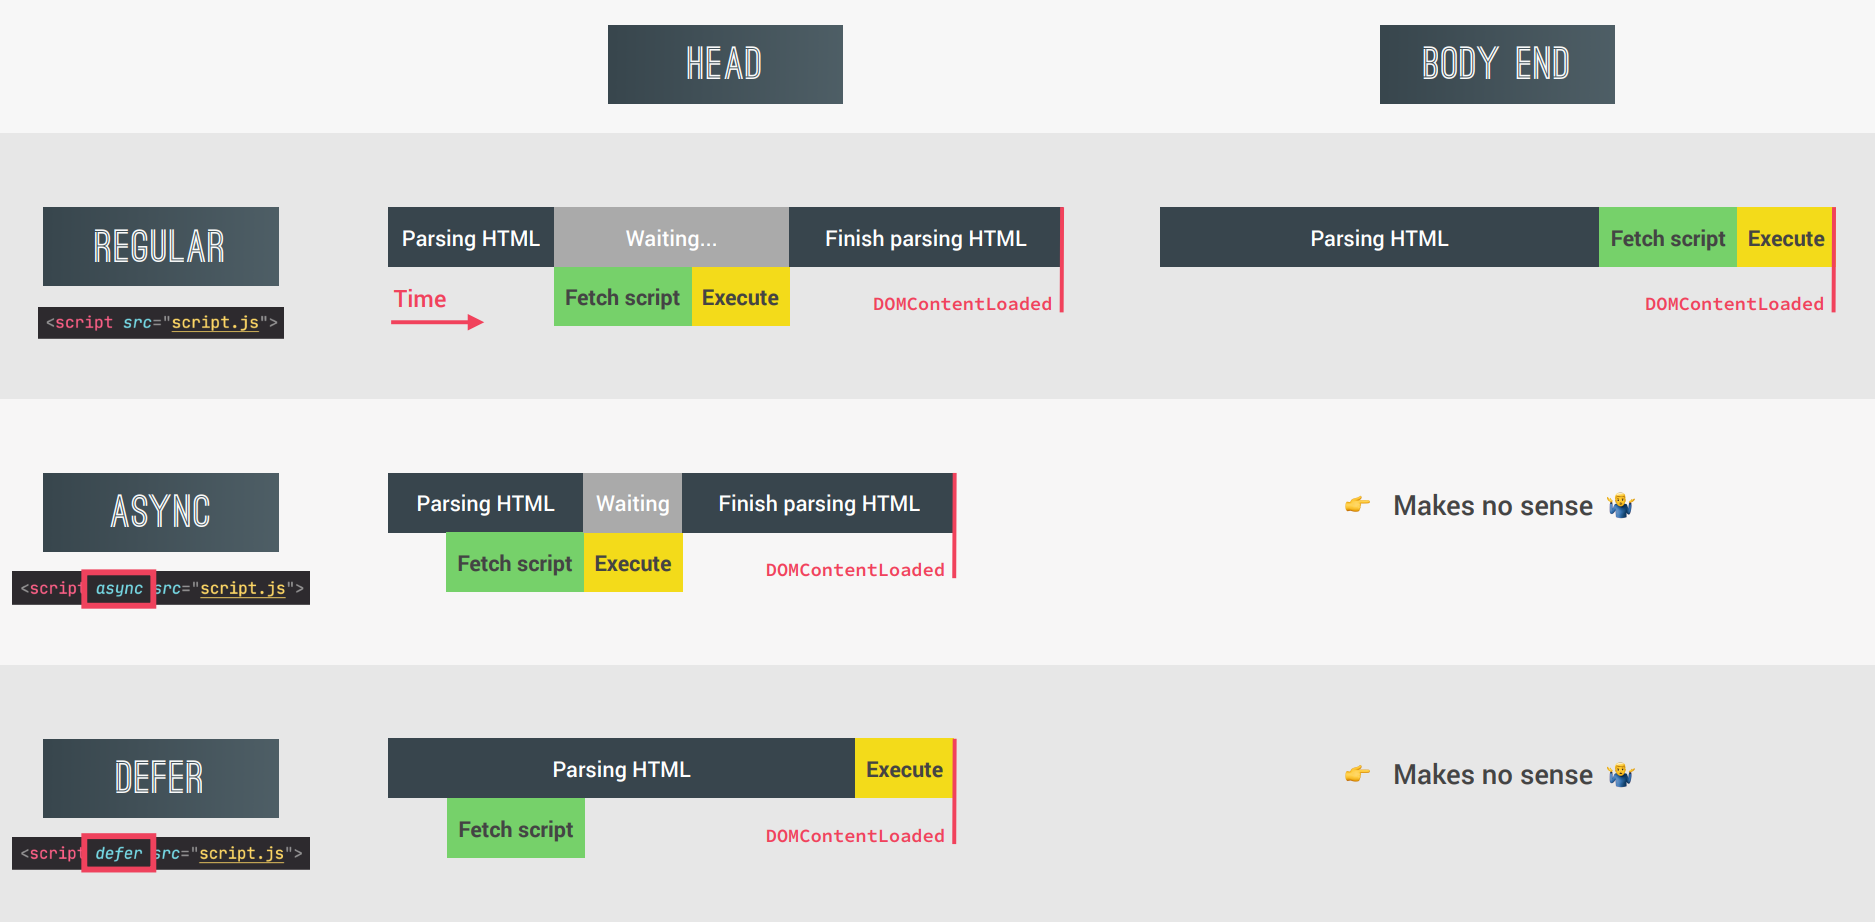 HEAD
BODY END
REGULAR
<script src="script.js">
Parsing HTML
Waiting...
Finish parsing HTML
Fetch script
Execute
Time
DOMContentLoaded
Parsing HTML
Fetch script
Execute
DOMContentLoaded
ASYNC
<script async src="script.js">
Parsing HTML
Waiting
Finish parsing HTML
Fetch script
Execute
DOMContentLoaded
👉 Makes no sense 🤷‍♂️
DEFER
<script defer src="script.js">
Parsing HTML
Execute
Fetch script
DOMContentLoaded
👉 Makes no sense 🤷‍♂️